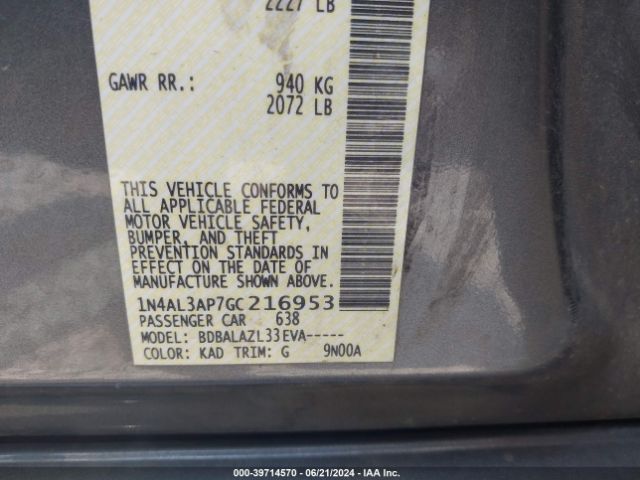 2227 LB
GAWR RR.: 940 KG
2072 LB
THIS VEHICLE CONFORMS TO
ALL APPLICABLE FEDERAL
MOTOR VEHICLE SAFETY,
BUMPER, AND THEFT
PREVENTION STANDARDS IN
EFFECT ON THE DATE OF
MANUFACTURE SHOWN ABOVE.
1N4AL3AP7GC216953
PASSENGER CAR 638
MODEL: BDBALAZL33EVA-----
COLOR: KAD TRIM: G 9N00A
000-39714570 - 06/21/2024 - IAA Inc.